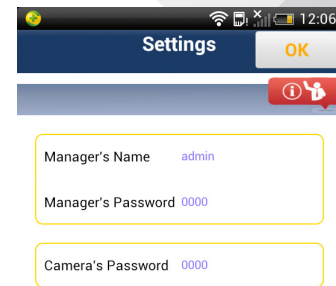 12:06
Settings
OK
Manager's Name admin
Manager's Password 0000
Camera's Password 0000